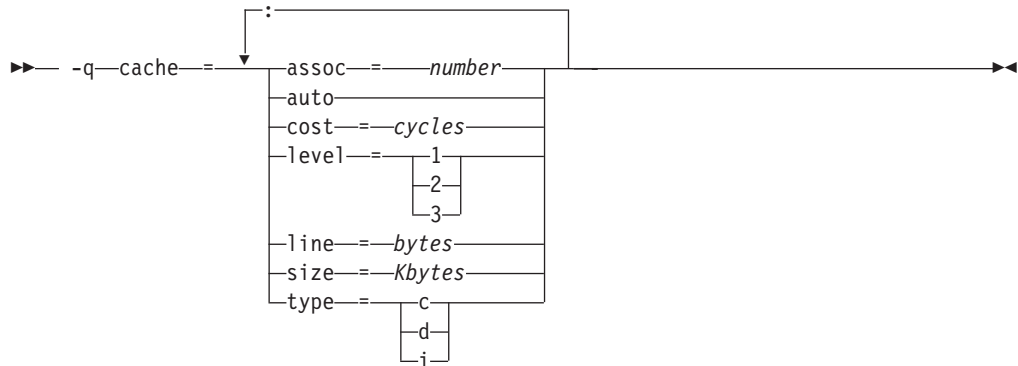 :
-q cache = assoc = number
auto
cost = cycles
level = 1
2
3
line = bytes
size = Kbytes
type = c
d
i